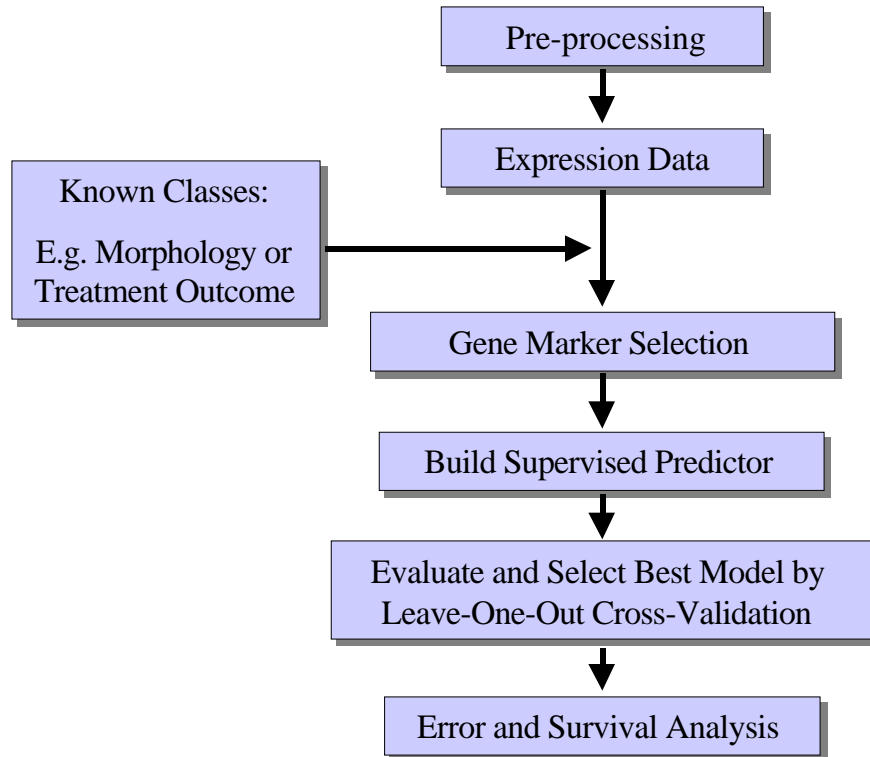 Pre-processing
Expression Data
Known Classes:
E.g. Morphology or
Treatment Outcome
Gene Marker Selection
Build Supervised Predictor
Evaluate and Select Best Model by
Leave-One-Out Cross-Validation
Error and Survival Analysis